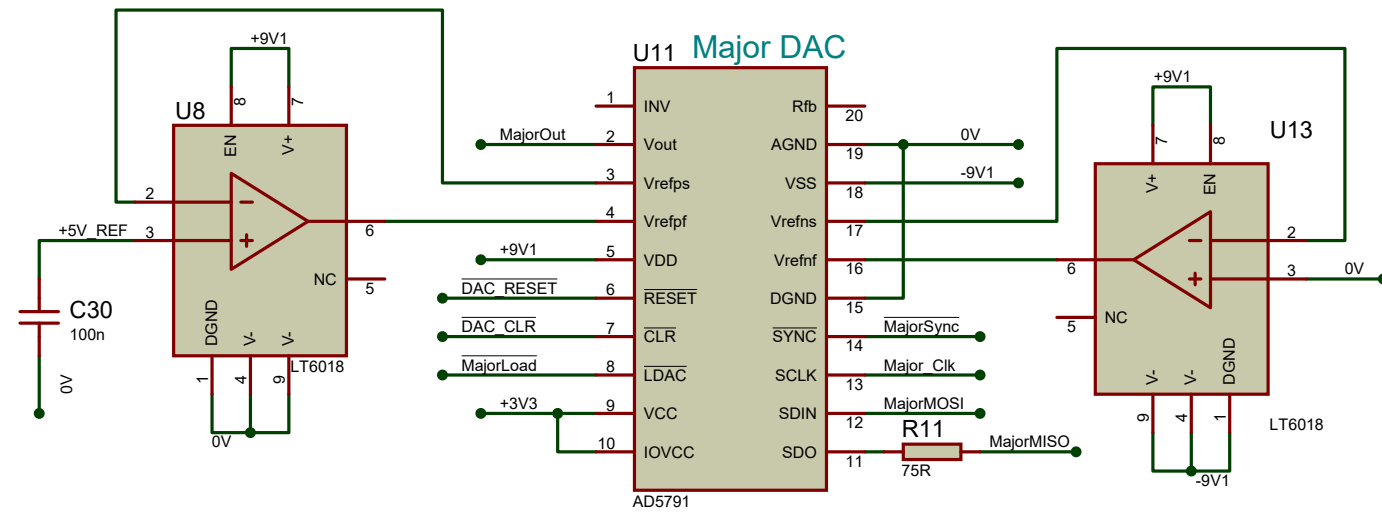 Major DAC
U11
+9V1
U8
8
7
EN
V+
2
+5V_REF
3
6
NC
5
C30
100n
0V
DGND
V-
V-
LT6018
1
4
9
0V
1
INV
Rfb
20
MajorOut
2
Vout
AGND
19
0V
3
Vrefps
VSS
18
-9V1
4
Vrefpf
Vrefns
17
+9V1
5
VDD
Vrefnf
16
DAC_RESET
6
RESET
DGND
15
DAC_CLR
7
CLR
SYNC
14
MajorSync
MajorLoad
8
LDAC
SCLK
13
Major_Clk
+3V3
9
VCC
SDIN
12
MajorMOSI
10
IOVCC
SDO
11
R11
75R
MajorMISO
AD5791
+9V1
U13
7
8
V+
EN
2
6
3
0V
5
NC
V-
V-
DGND
9
4
1
LT6018
-9V1